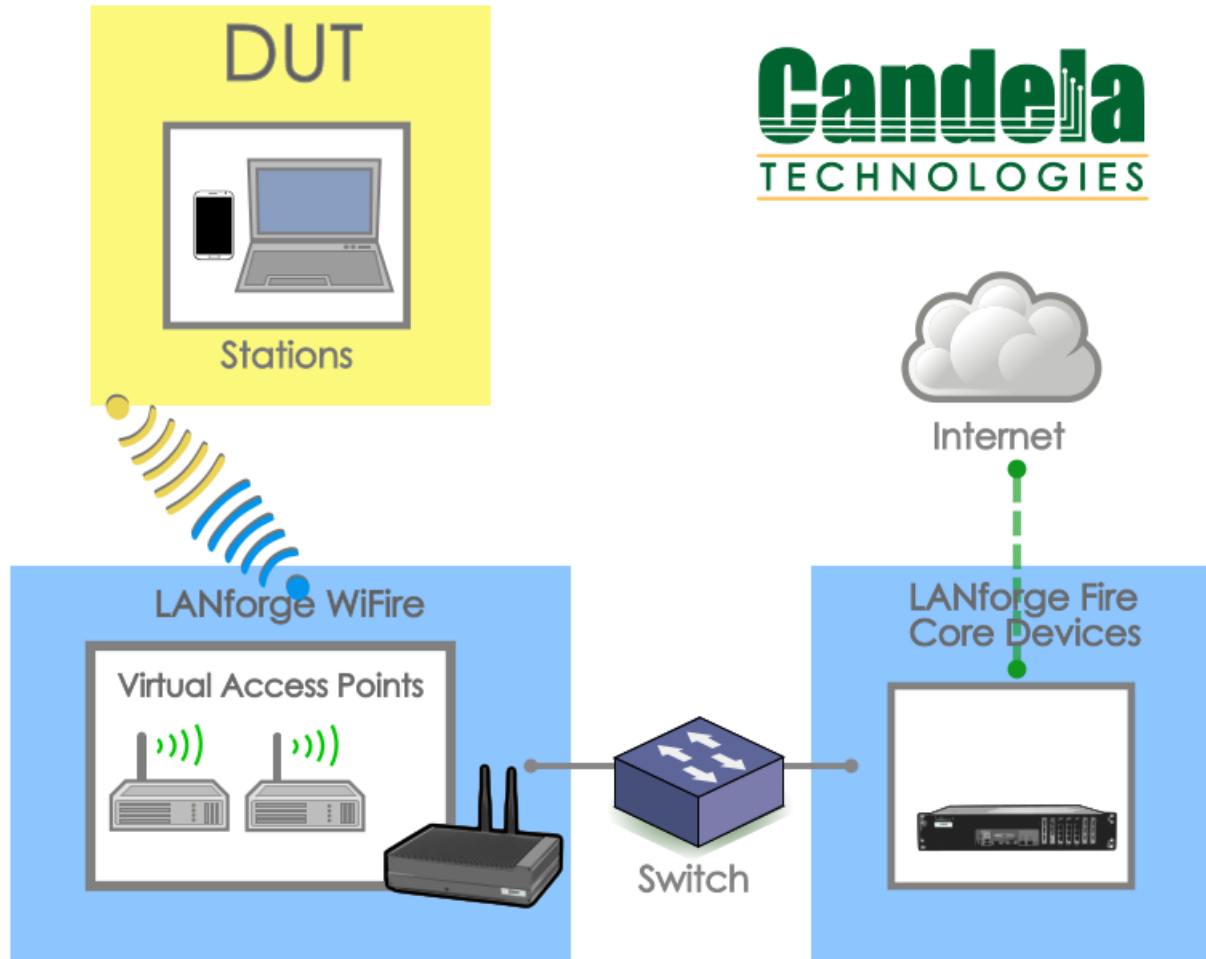 DUT
Stations
Candela
TECHNOLOGIES
Internet
LANforge WiFire
Virtual Access Points
Switch
LANforge Fire
Core Devices